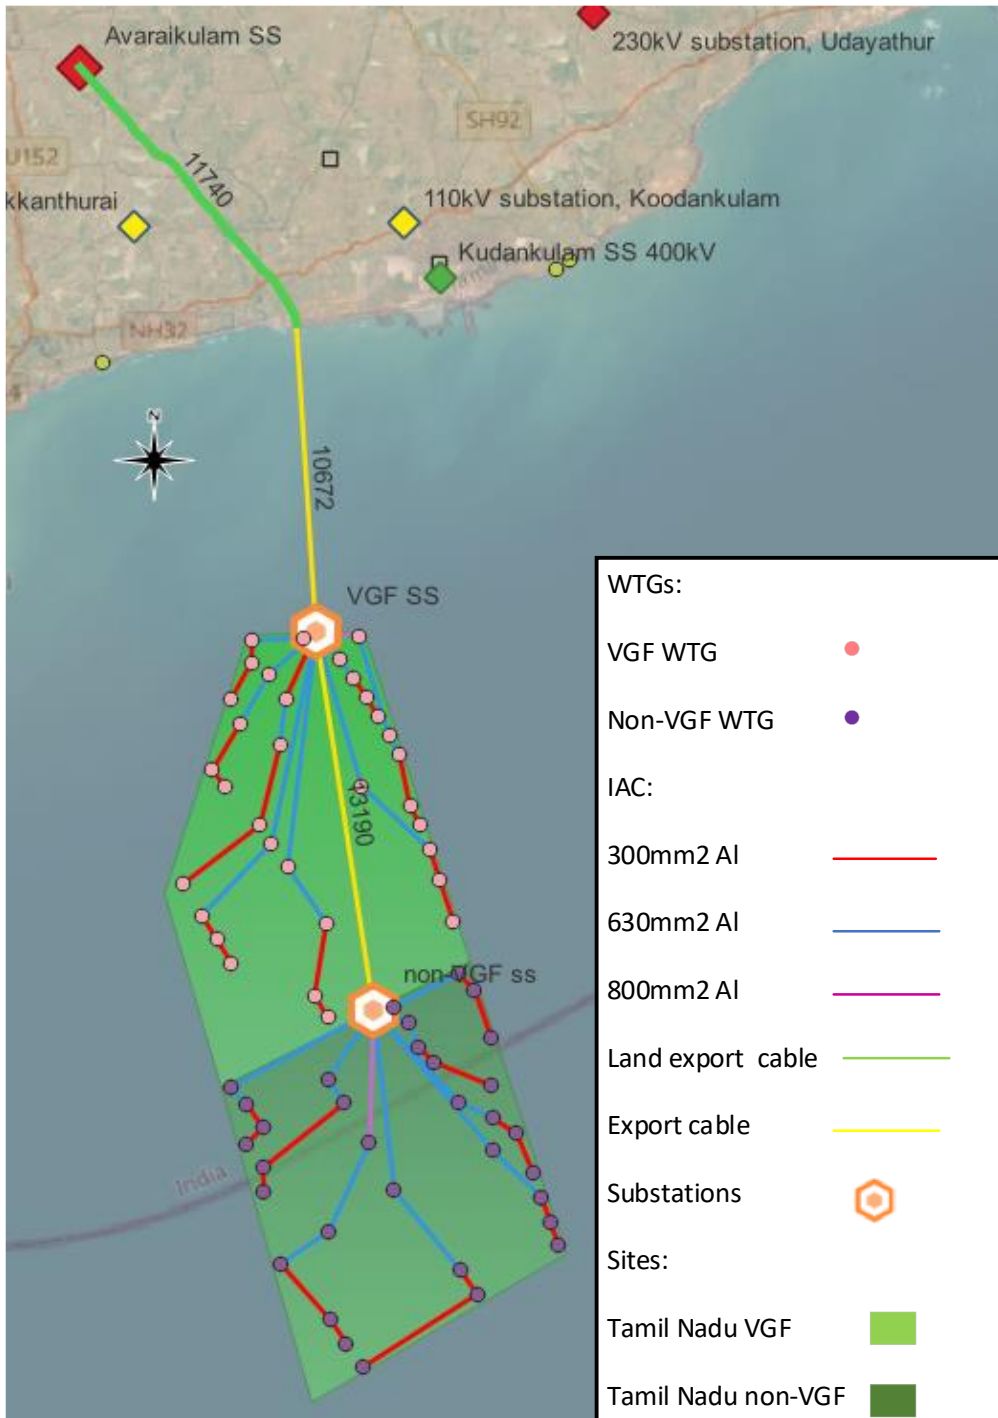 Avaraikulam SS
230kV substation, Udayathur
SH92
U152
11740
kkanthurai
110kV substation, Koodankulam
Kudankulam SS 400kV
NH32
4
N
10672
VGF SS
13190
non-VGF ss
India
WTGs:
VGF WTG
Non-VGF WTG
IAC:
300mm2 Al
630mm2 Al
800mm2 Al
Land export cable
Export cable
Substations
Sites:
Tamil Nadu VGF
Tamil Nadu non-VGF